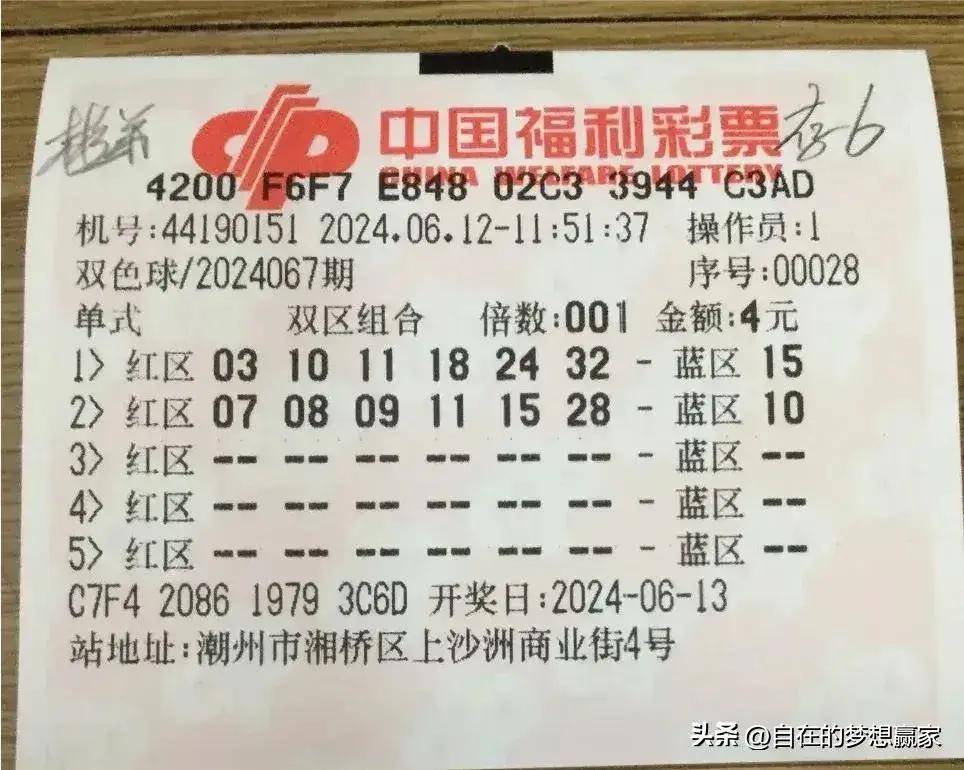 中国福利彩票
CHINA WELFARE LOTTERY
4200 F6F7 E848 02C3 3944 C3AD
机号:44190151 2024.06.12-11:51:37 操作员:1
双色球/2024067期 序号:00028
单式 双区组合 倍数:001 金额:4元
1> 红区 03 10 11 18 24 32 - 蓝区 15
2> 红区 07 08 09 11 15 28 - 蓝区 10
3> 红区 -- -- -- -- -- -- - 蓝区 --
4> 红区 -- -- -- -- -- -- - 蓝区 --
5> 红区 -- -- -- -- -- -- - 蓝区 --
C7F4 2086 1979 3C6D 开奖日:2024-06-13
站地址:潮州市湘桥区上沙洲商业街4号
头条 @自在的梦想赢家